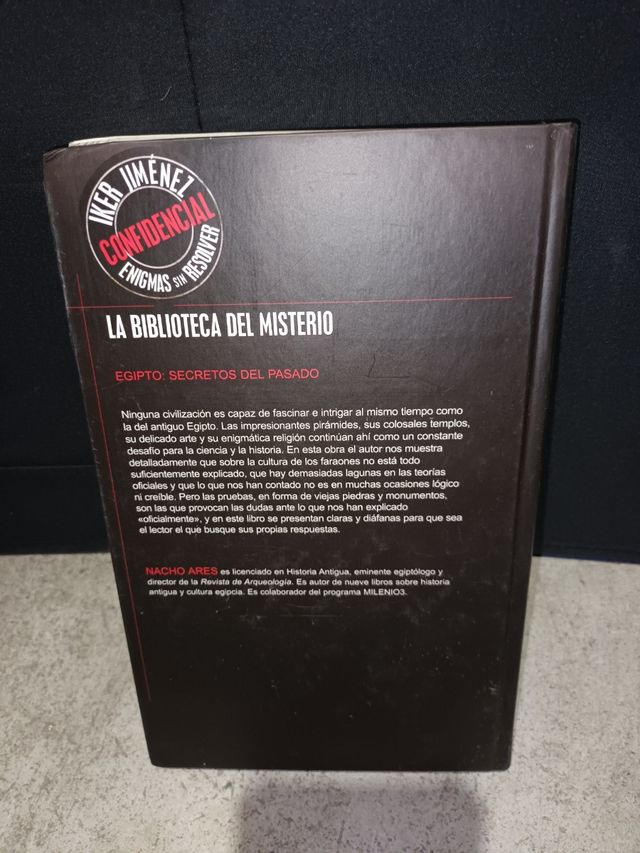 IKER JIMÉNEZ
CONFIDENCIAL
ENIGMAS SIN RESOLVER
LA BIBLIOTECA DEL MISTERIO
EGIPTO: SECRETOS DEL PASADO
Ninguna civilización es capaz de fascinar e intrigar al mismo tiempo como
la del antiguo Egipto. Las impresionantes pirámides, sus colosales templos,
su delicado arte y su enigmática religión continúan ahí como un constante
desafío para la ciencia y la historia. En esta obra el autor nos muestra
detalladamente que sobre la cultura de los faraones no está todo
suficientemente explicado, que hay demasiadas lagunas en las teorías
oficiales y que lo que nos han contado no es en muchas ocasiones lógico
ni creíble. Pero las pruebas, en forma de viejas piedras y monumentos,
son las que provocan las dudas ante lo que nos han explicado
«oficialmente», y en este libro se presentan claras y diáfanas para que sea
el lector el que busque sus propias respuestas.
NACHO ARES es licenciado en Historia Antigua, eminente egiptólogo y
director de la Revista de Arqueología. Es autor de nueve libros sobre historia
antigua y cultura egipcia. Es colaborador del programa MILENIO3.